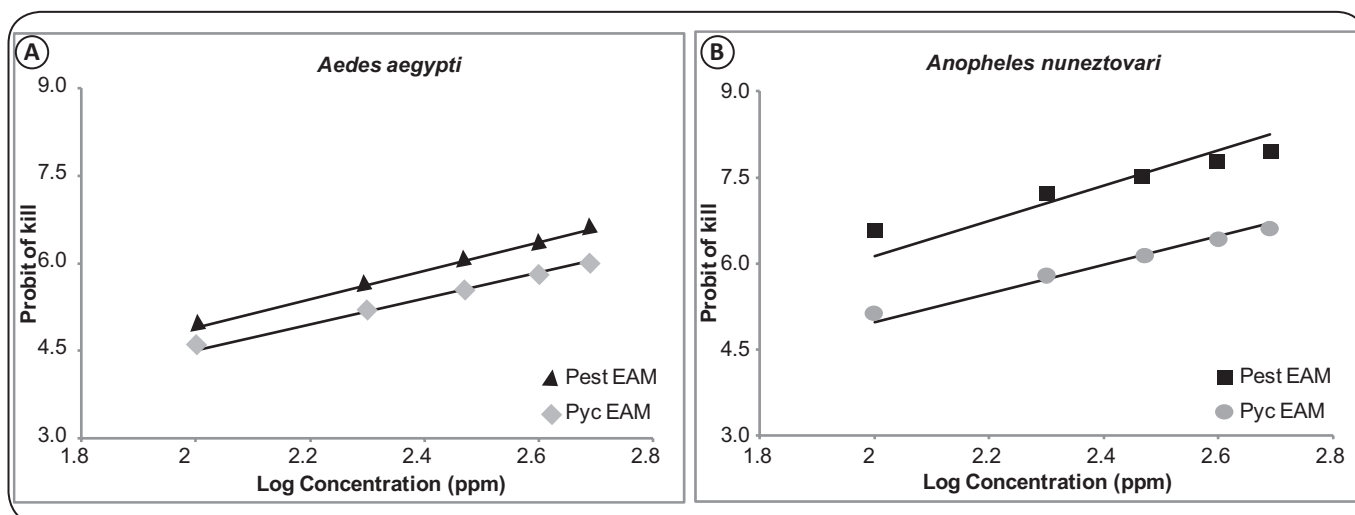 A
Aedes aegypti
9.0
7.5
6.0
4.5
3.0
Probit of kill
1.8 2 2.2 2.4 2.6 2.8
Log Concentration (ppm)
Pest EAM
Pyc EAM
B
Anopheles nuneztovari
9.0
7.5
6.0
4.5
3.0
Probit of kill
1.8 2 2.2 2.4 2.6 2.8
Log Concentration (ppm)
Pest EAM
Pyc EAM